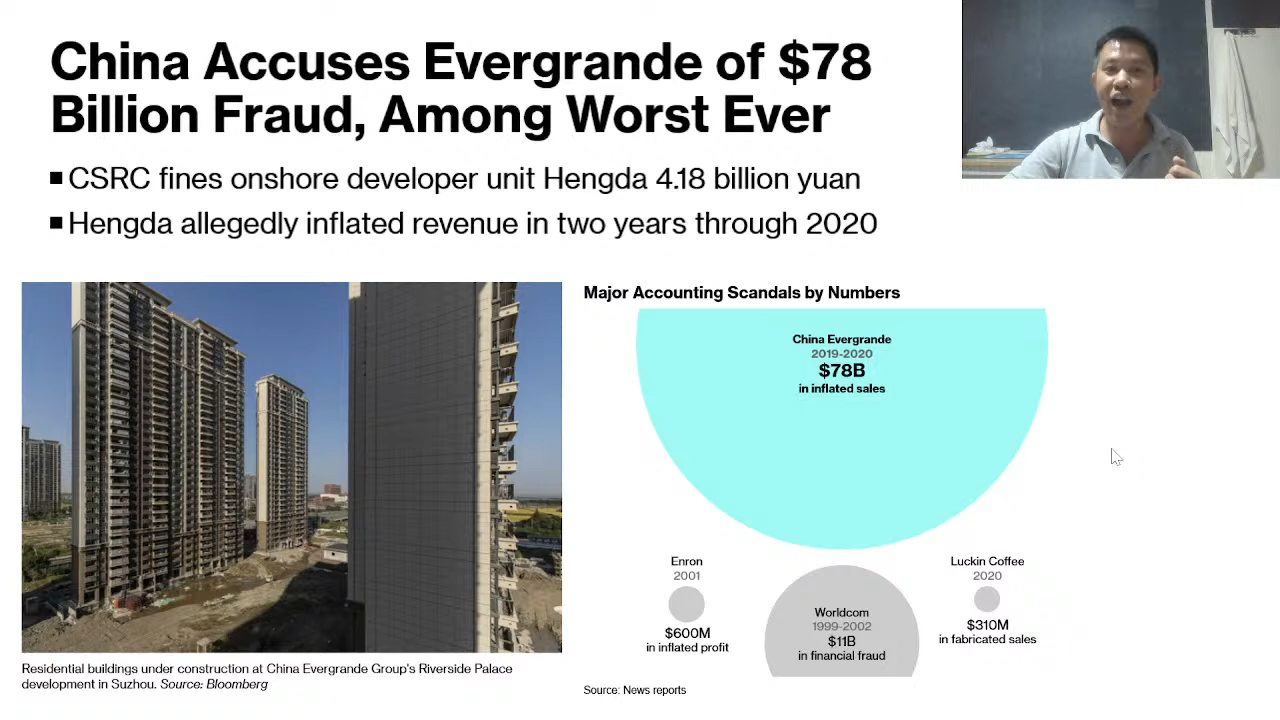 China Accuses Evergrande of $78
Billion Fraud, Among Worst Ever
CSRC fines onshore developer unit Hengda 4.18 billion yuan
Hengda allegedly inflated revenue in two years through 2020
Major Accounting Scandals by Numbers
China Evergrande
2019-2020
$78B
in inflated sales
Enron
2001
$600M
in inflated profit
Worldcom
1999-2002
$11B
in financial fraud
Luckin Coffee
2020
$310M
in fabricated sales
Residential buildings under construction at China Evergrande Group's Riverside Palace
development in Suzhou. Source: Bloomberg
Source: News reports